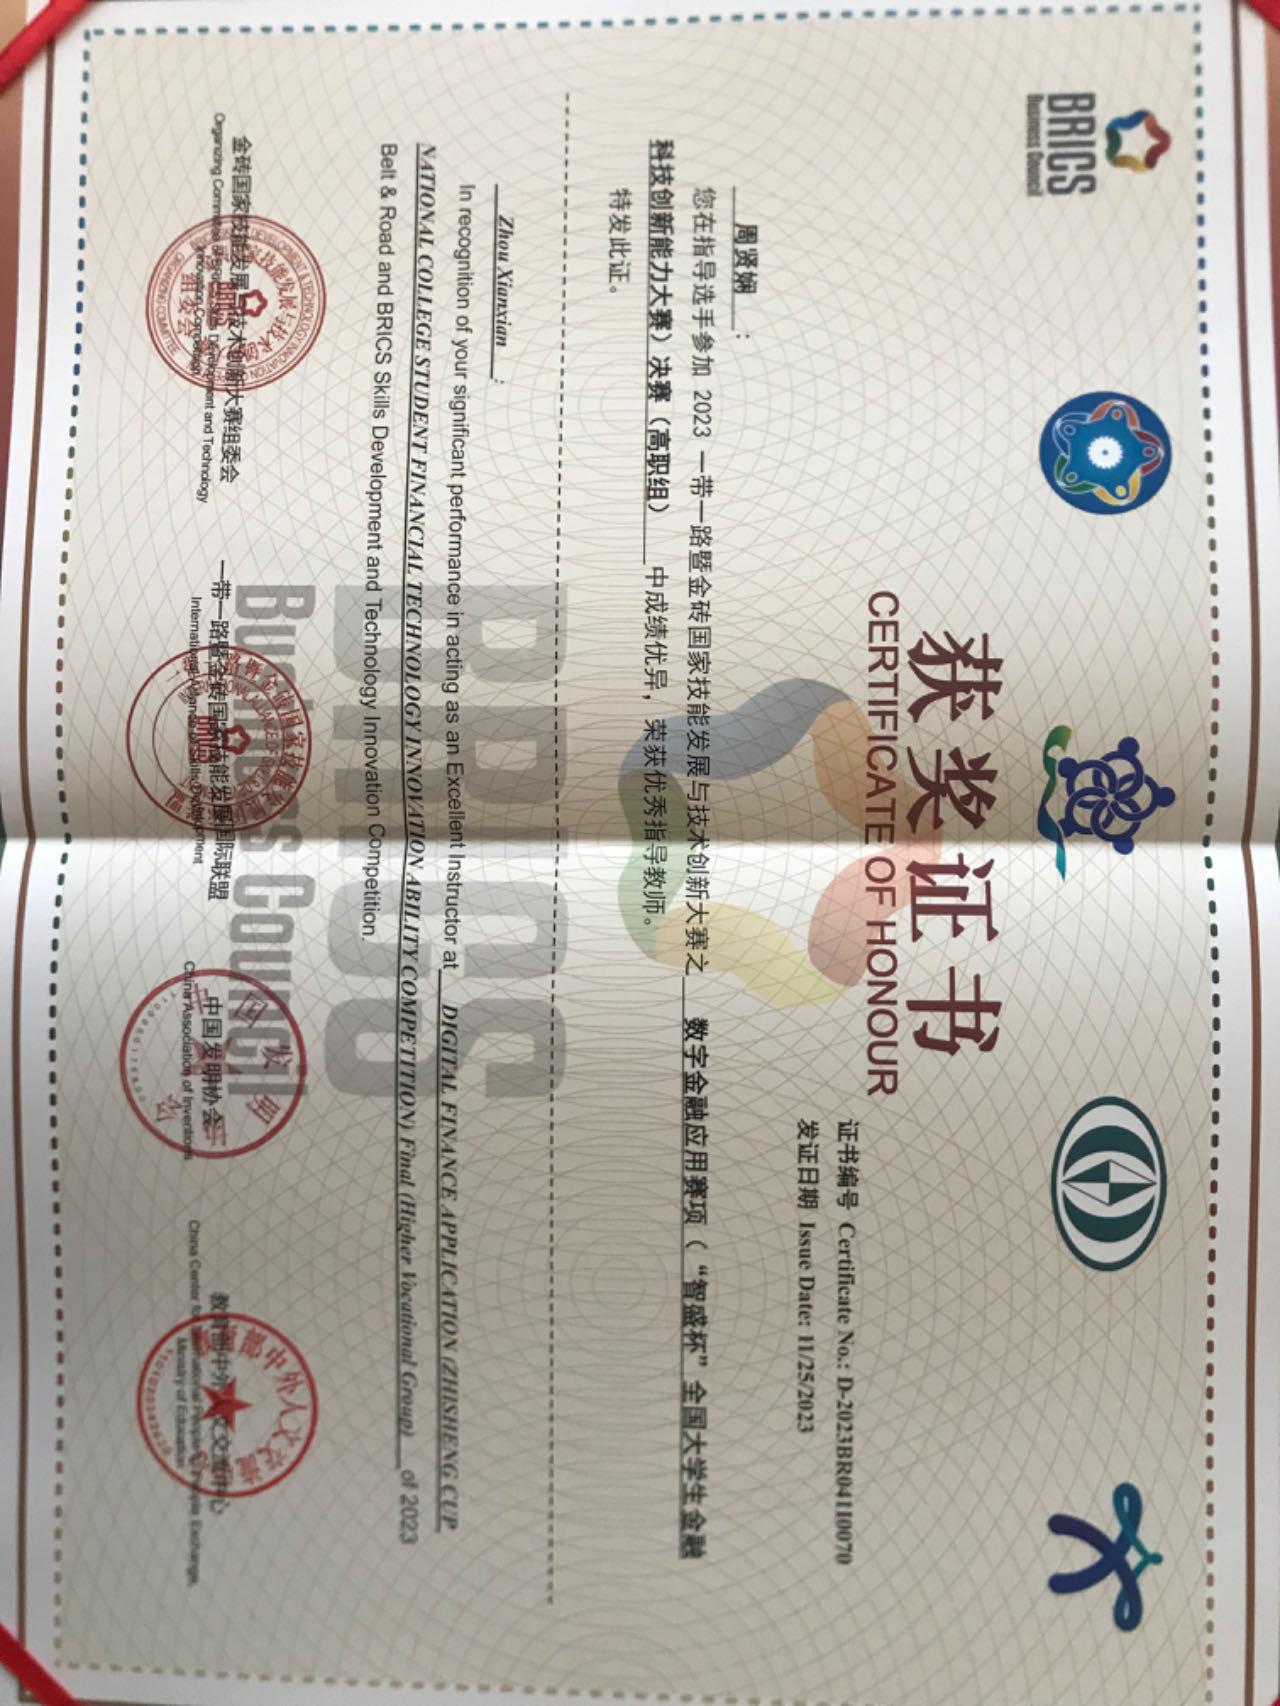 BRICS
Business Council
获奖证书
CERTIFICATE OF HONOUR
证书编号 Certificate No.: D-2023BR04110070
发证日期 Issue Date: 11/25/2023
周贤娴：
您在指导选手参加 2023 一带一路暨金砖国家技能发展与技术创新大赛之 数字金融应用赛项（“智盛杯”全国大学生金融
科技创新能力大赛）决赛（高职组） 中成绩优异，荣获优秀指导教师。
特发此证。
Zhou Xianxian :
In recognition of your significant performance in acting as an Excellent Instructor at DIGITAL FINANCE APPLICATION (ZHISHENG CUP
NATIONAL COLLEGE STUDENT FINANCIAL TECHNOLOGY INNOVATION ABILITY COMPETITION) Final (Higher Vocational Group) of 2023
Belt & Road and BRICS Skills Development and Technology Innovation Competition.
BRICS
Business Council
金砖国家技能发展与技术创新大赛组委会
Organizing Committee of BRICS Skills Development and Technology
Innovation Competition
一带一路暨金砖国家技能发展国际联盟
International Alliance of Skills Development
中国发明协会
China Association of Inventions
教育部中外人文交流中心
China Center for International People-to-People Exchange,
Ministry of Education